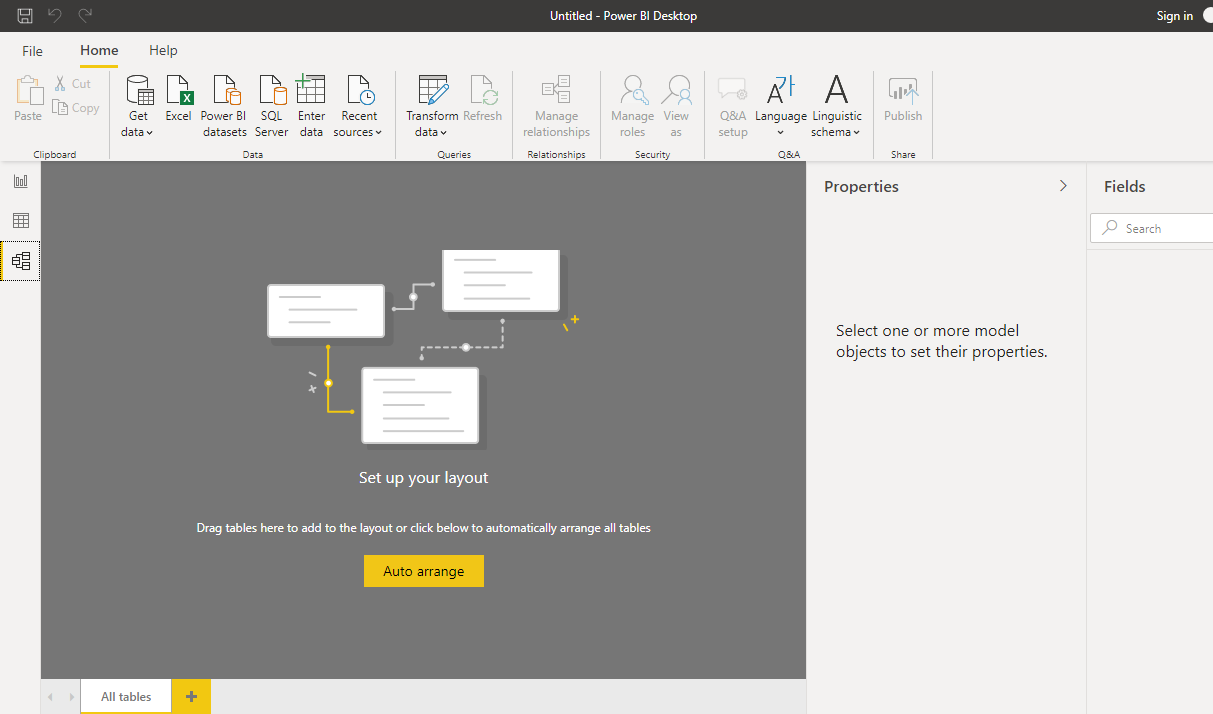 Untitled - Power BI Desktop
Sign in
File
Home
Help
Paste
Cut
Copy
Clipboard
Get
data
Excel
Power BI
datasets
SQL
Server
Enter
data
Recent
sources
Data
Transform
data
Refresh
Queries
Manage
relationships
Relationships
Manage
roles
View
as
Security
Q&A
setup
Language
Linguistic
schema
Q&A
Publish
Share
Properties
Fields
Search
Select one or more model
objects to set their properties.
Set up your layout
Drag tables here to add to the layout or click below to automatically arrange all tables
Auto arrange
All tables